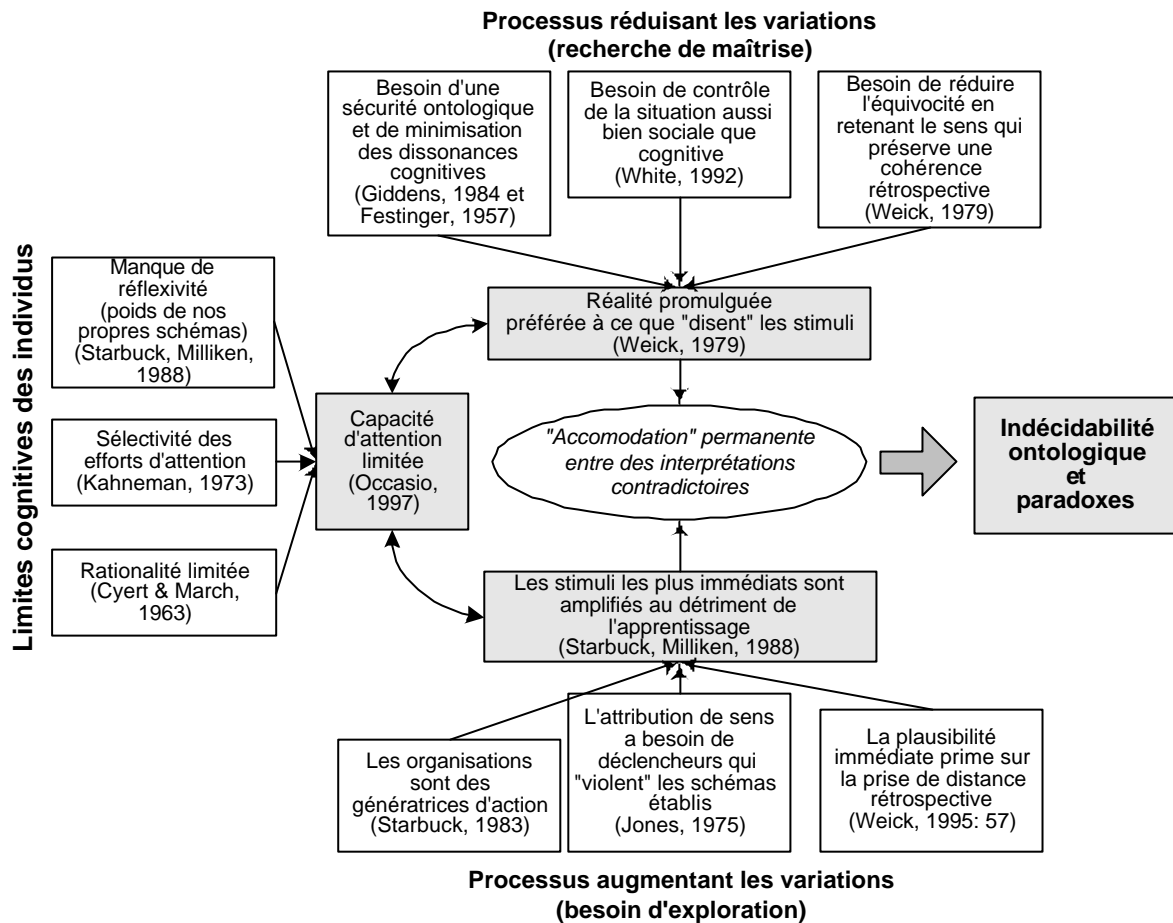 Processus réduisant les variations
(recherche de maîtrise)
Besoin d'une
sécurité ontologique
et de minimisation
des dissonances
cognitives
(Giddens, 1984 et
Festinger, 1957)
Besoin de contrôle
de la situation aussi
bien sociale que
cognitive
(White, 1992)
Besoin de réduire
l'équivocité en
retenant le sens qui
préserve une
cohérence
rétrospective
(Weick, 1979)
Limites cognitives des individus
Manque de
réflexivité
(poids de nos
propres schémas)
(Starbuck, Milliken,
1988)
Sélectivité des
efforts d'attention
(Kahneman, 1973)
Rationalité limitée
(Cyert & March,
1963)
Capacité
d'attention
limitée
(Occasio,
1997)
Réalité promulguée
préférée à ce que "disent" les stimuli
(Weick, 1979)
"Accomodation" permanente
entre des interprétations
contradictoires
Indécidabilité
ontologique
et
paradoxes
Les stimuli les plus immédiats sont
amplifiés au détriment de
l'apprentissage
(Starbuck, Milliken, 1988)
Les organisations
sont des
génératrices d'action
(Starbuck, 1983)
L'attribution de sens
a besoin de
déclencheurs qui
"violent" les schémas
établis
(Jones, 1975)
La plausibilité
immédiate prime sur
la prise de distance
rétrospective
(Weick, 1995: 57)
Processus augmentant les variations
(besoin d'exploration)